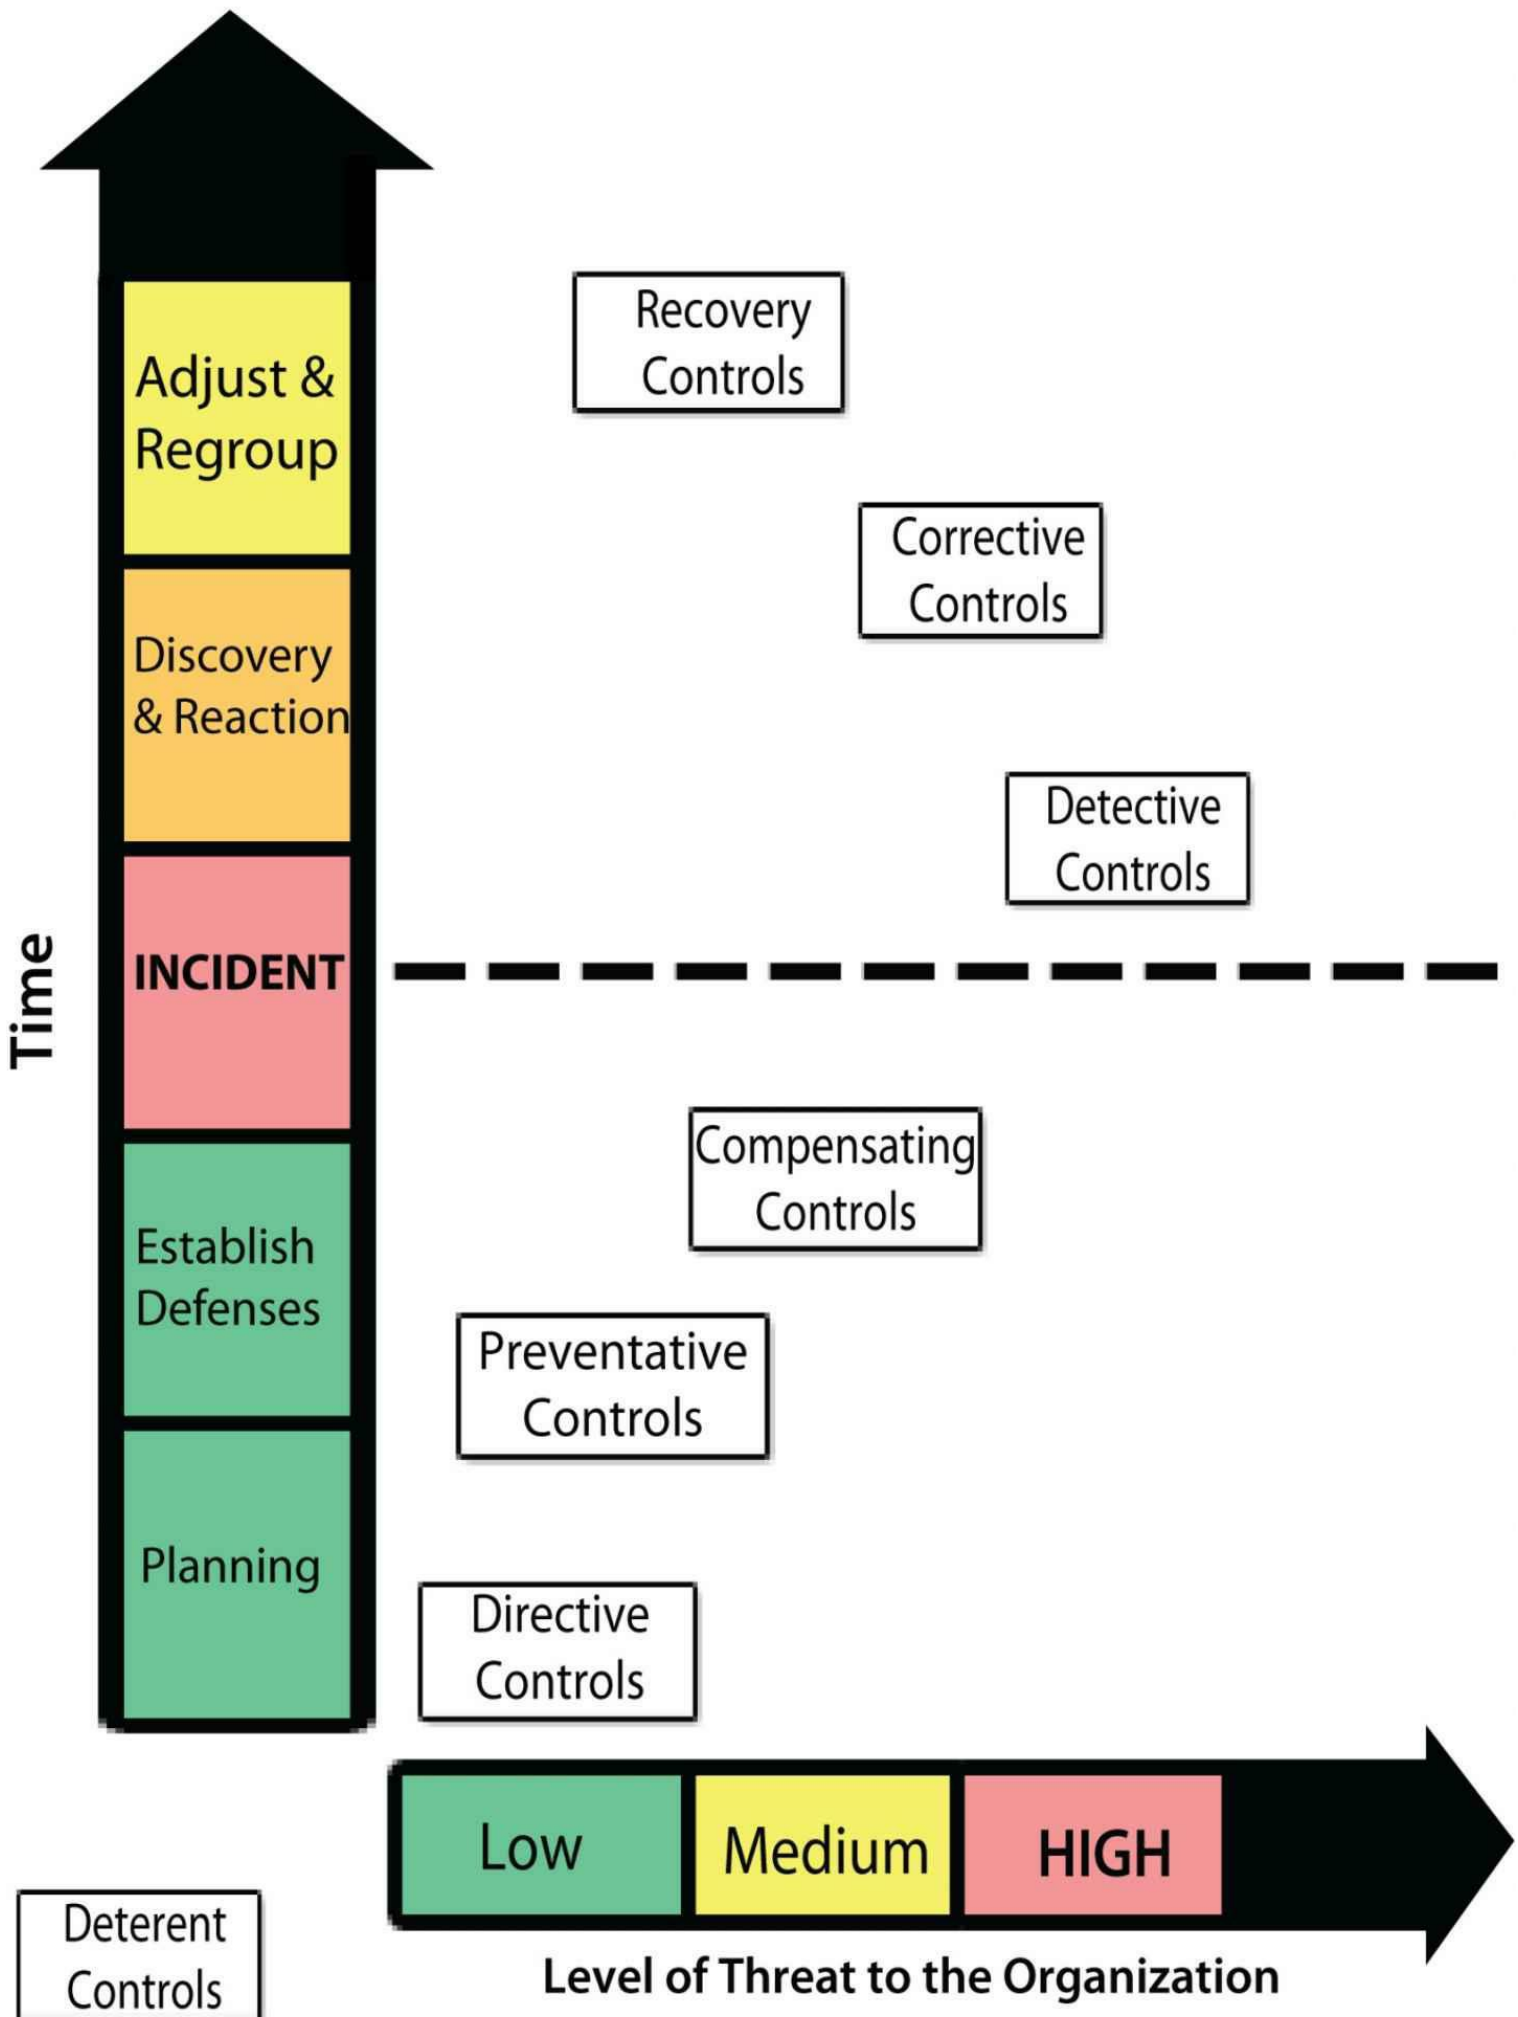 Recovery
Controls
Adjust &
Regroup
Corrective
Controls
Discovery
& Reaction
Detective
Controls
Time
INCIDENT
Compensating
Controls
Establish
Defenses
Preventative
Controls
Planning
Directive
Controls
Low
Medium
HIGH
Deterent
Controls
Level of Threat to the Organization